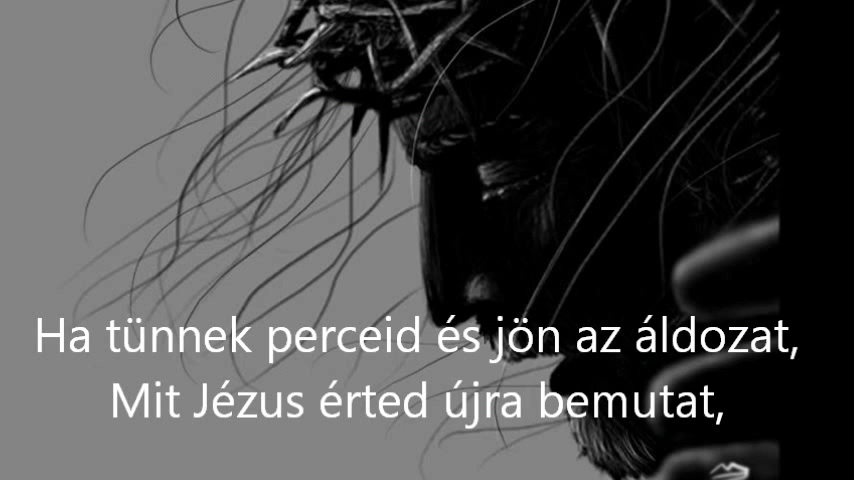 Ha tünnek perceid és jön az áldozat,
Mit Jézus érted újra bemutat,